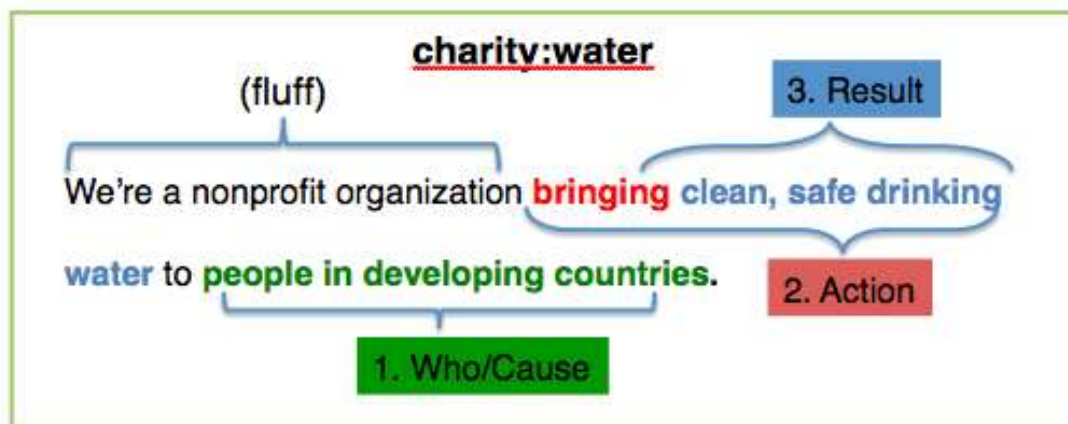 charity:water
(fluff)
3. Result
We're a nonprofit organization bringing clean, safe drinking
water to people in developing countries.
2. Action
1. Who/Cause